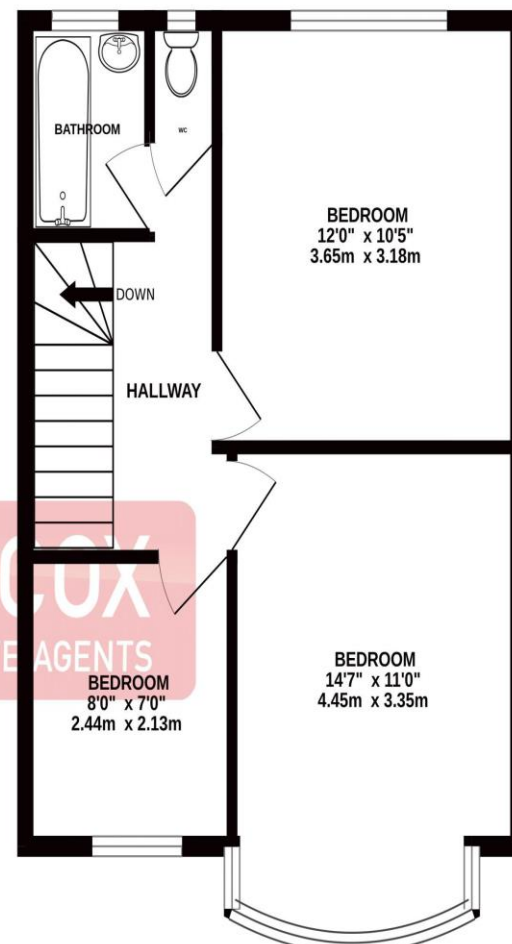 BATHROOM
WC
BEDROOM
12'0" x 10'5"
3.65m x 3.18m
DOWN
HALLWAY
COX
E AGENTS
BEDROOM
8'0" x 7'0"
2.44m x 2.13m
BEDROOM
14'7" x 11'0"
4.45m x 3.35m